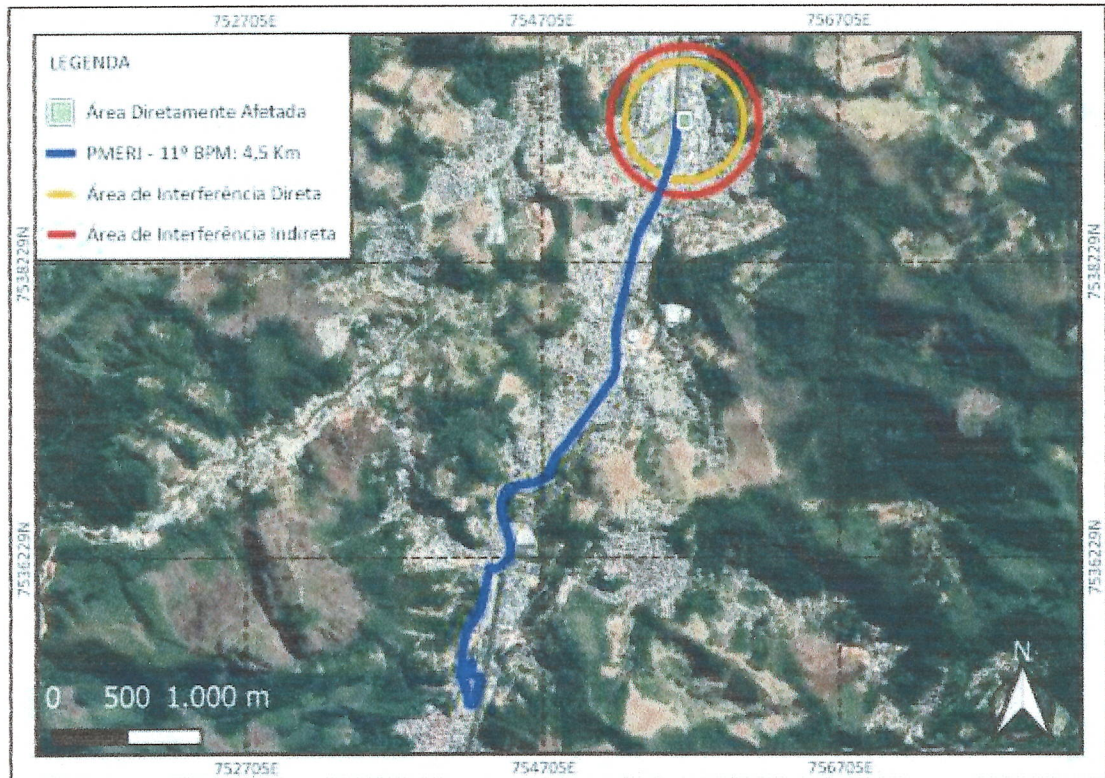 752705E 754705E 756705E
LEGENDA
Área Diretamente Afetada
PMERJ - 11º BPM: 4,5 Km
Área de Interferência Direta
Área de Interferência Indireta
7538229N 7538229N
7536229N 7536229N
N
0 500 1.000 m
752705E 754705E 756705E